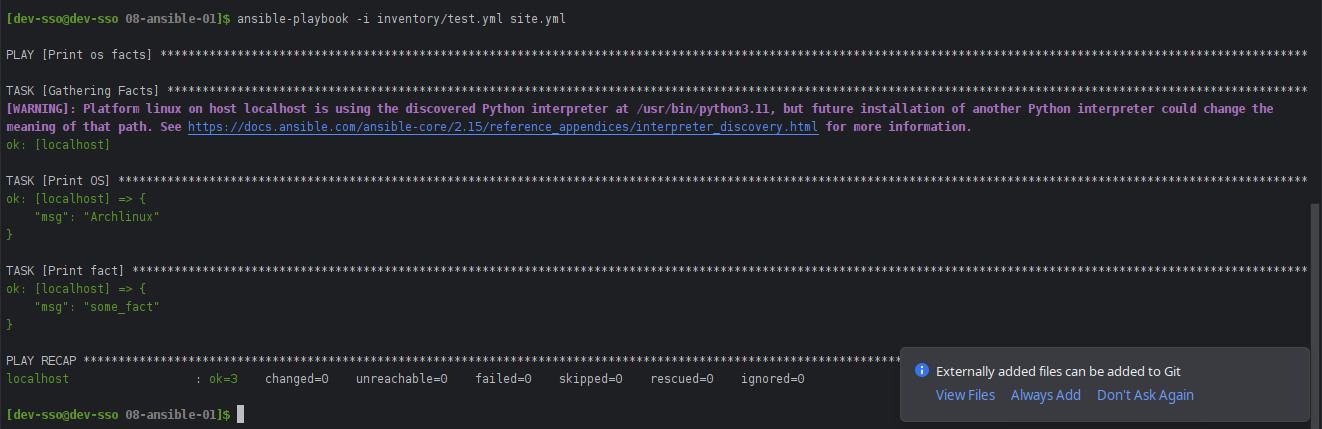 [dev-sso@dev-sso 08-ansible-01]$ ansible-playbook -i inventory/test.yml site.yml
PLAY [Print os facts] ****************************************************************************************************************************************************************
TASK [Gathering Facts] ***************************************************************************************************************************************************************
[WARNING]: Platform linux on host localhost is using the discovered Python interpreter at /usr/bin/python3.11, but future installation of another Python interpreter could change the
meaning of that path. See https://docs.ansible.com/ansible-core/2.15/reference_appendices/interpreter_discovery.html for more information.
ok: [localhost]
TASK [Print OS] **********************************************************************************************************************************************************************
ok: [localhost] => {
    "msg": "Archlinux"
}
TASK [Print fact] ********************************************************************************************************************************************************************
ok: [localhost] => {
    "msg": "some_fact"
}
PLAY RECAP *********************************************************************************************************************
localhost                  : ok=3    changed=0    unreachable=0    failed=0    skipped=0    rescued=0    ignored=0
[dev-sso@dev-sso 08-ansible-01]$
Externally added files can be added to Git
View Files Always Add Don't Ask Again